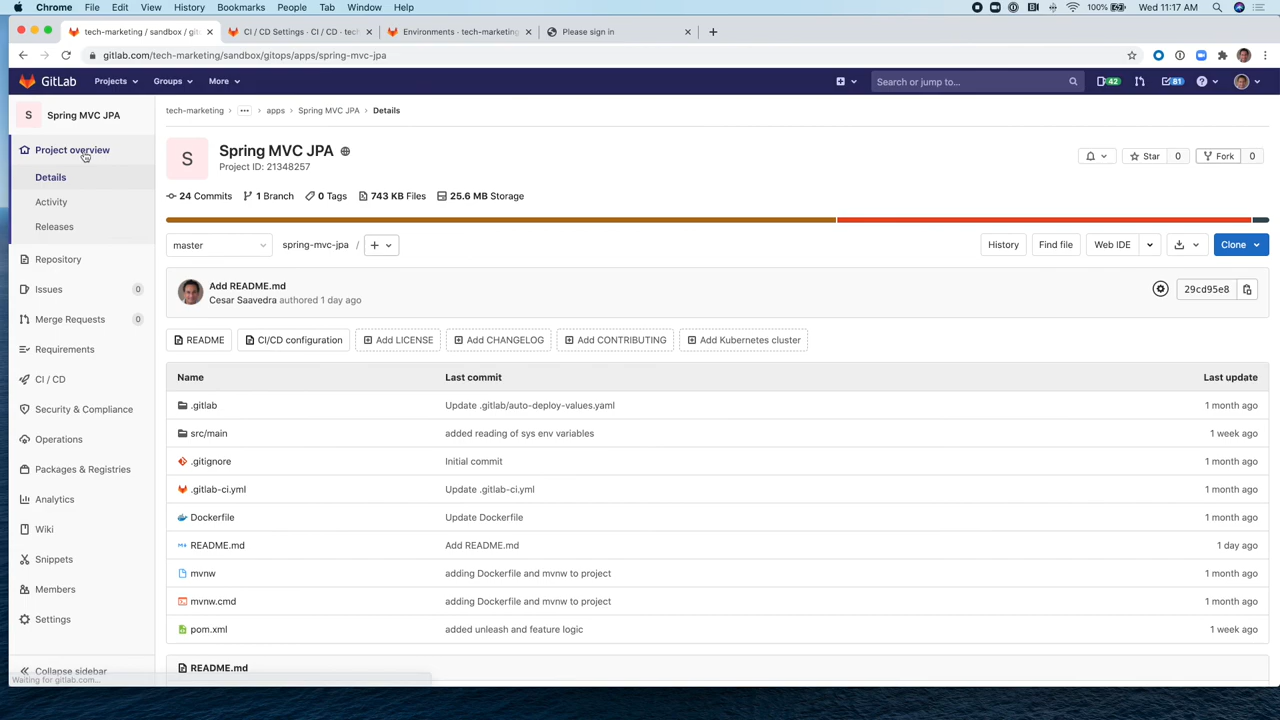 Chrome File Edit View History Bookmarks People Tab Window Help 100% Wed 11:17 AM
tech-marketing / sandbox / git CI / CD Settings · CI / CD · tech Environments · tech-marketing Please sign in
gitlab.com/tech-marketing/sandbox/gitops/apps/spring-mvc-jpa
GitLab Projects Groups More Search or jump to... 42 81
S Spring MVC JPA
tech-marketing > ... > apps > Spring MVC JPA > Details
Project overview
Details
Activity
Releases
Repository
Issues 0
Merge Requests 0
Requirements
CI / CD
Security & Compliance
Operations
Packages & Registries
Analytics
Wiki
Snippets
Members
Settings
Collapse sidebar
Waiting for gitlab.com...
S
Spring MVC JPA
Project ID: 21348257
Star 0 Fork 0
24 Commits 1 Branch 0 Tags 743 KB Files 25.6 MB Storage
master spring-mvc-jpa / + History Find file Web IDE Clone
Add README.md
Cesar Saavedra authored 1 day ago
29cd95e8
README CI/CD configuration Add LICENSE Add CHANGELOG Add CONTRIBUTING Add Kubernetes cluster
Name Last commit Last update
.gitlab Update .gitlab/auto-deploy-values.yaml 1 month ago
src/main added reading of sys env variables 1 week ago
.gitignore Initial commit 1 month ago
.gitlab-ci.yml Update .gitlab-ci.yml 1 month ago
Dockerfile Update Dockerfile 1 month ago
README.md Add README.md 1 day ago
mvnw adding Dockerfile and mvnw to project 1 month ago
mvnw.cmd adding Dockerfile and mvnw to project 1 month ago
pom.xml added unleash and feature logic 1 week ago
README.md